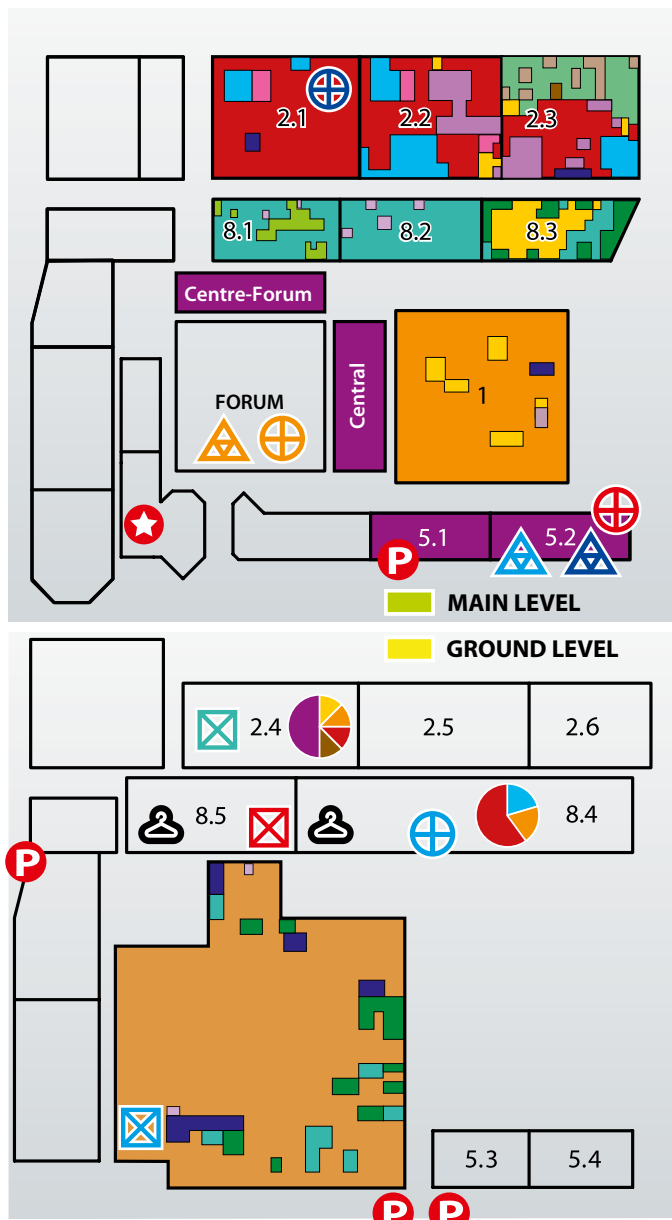 2.1
2.2
2.3
8.1
8.2
8.3
Centre-Forum
Central
1
FORUM
5.1
5.2
P
MAIN LEVEL
GROUND LEVEL
2.4
2.5
2.6
8.5
8.4
P
5.3
5.4
P
P